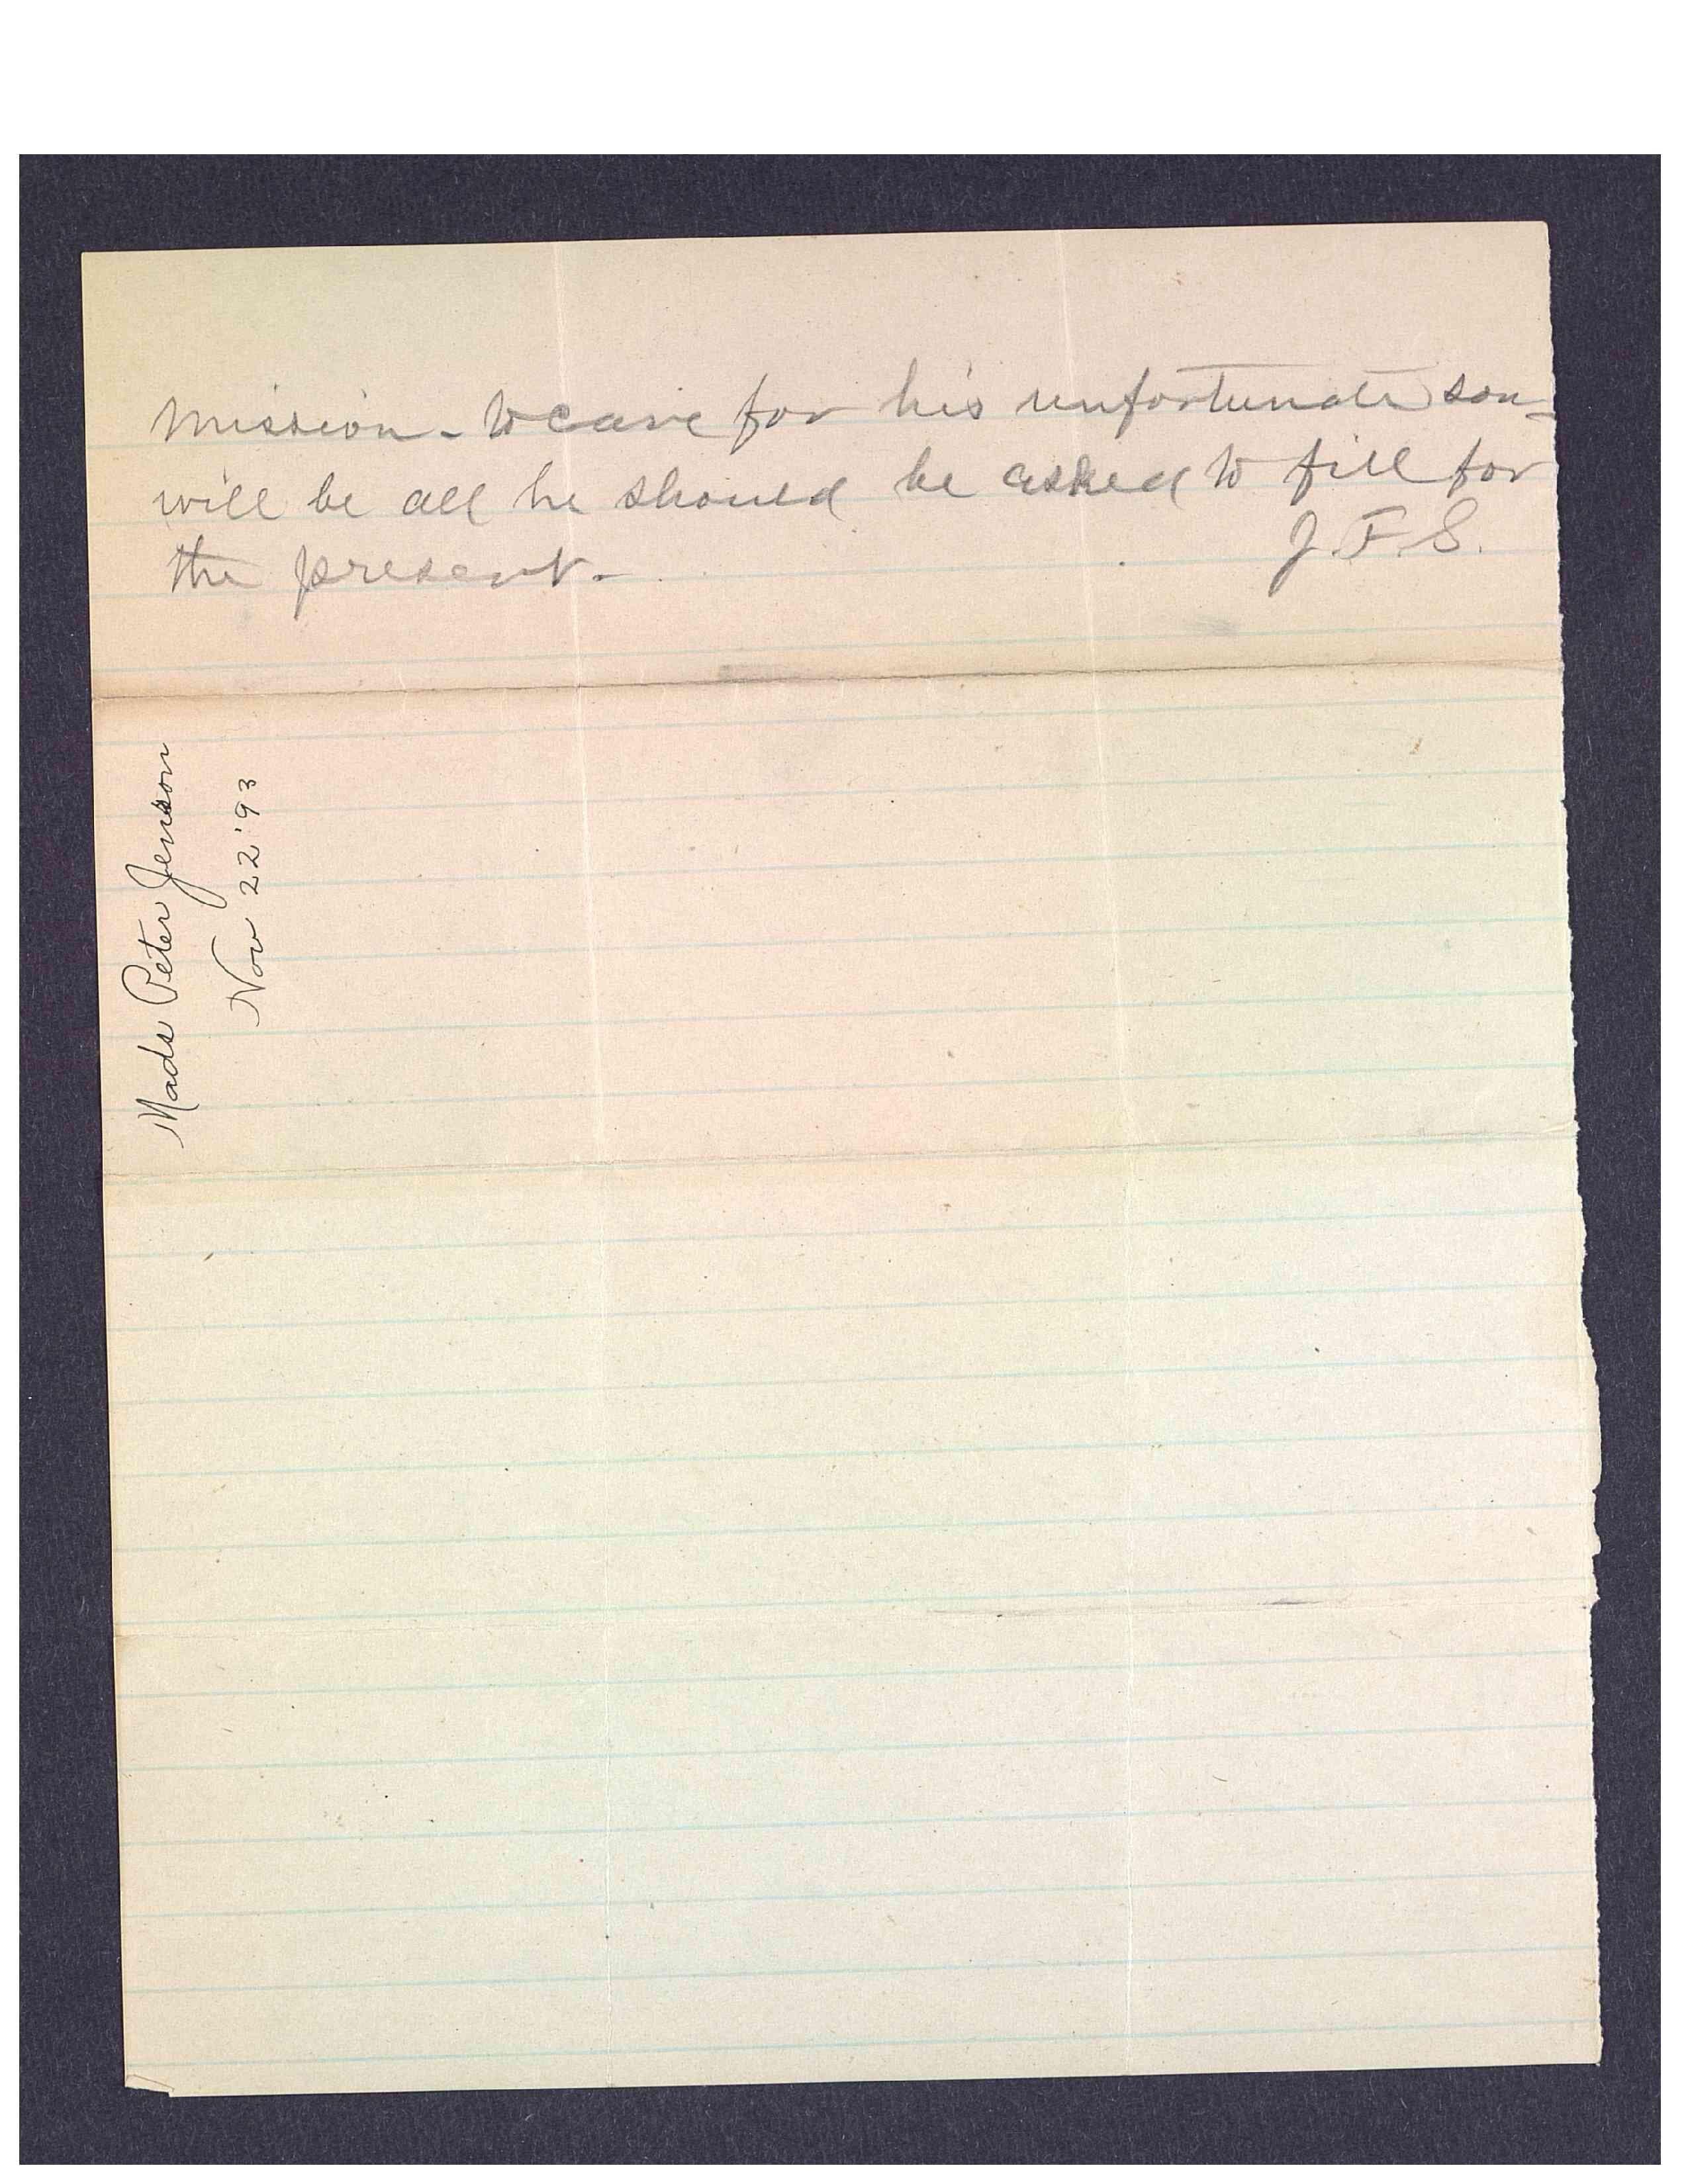 Mission - to care for his unfortunate son -
will be all he should be asked to fill for
the present. -
J.F.S.
Mads Peter Jenson
Nov 22 '93